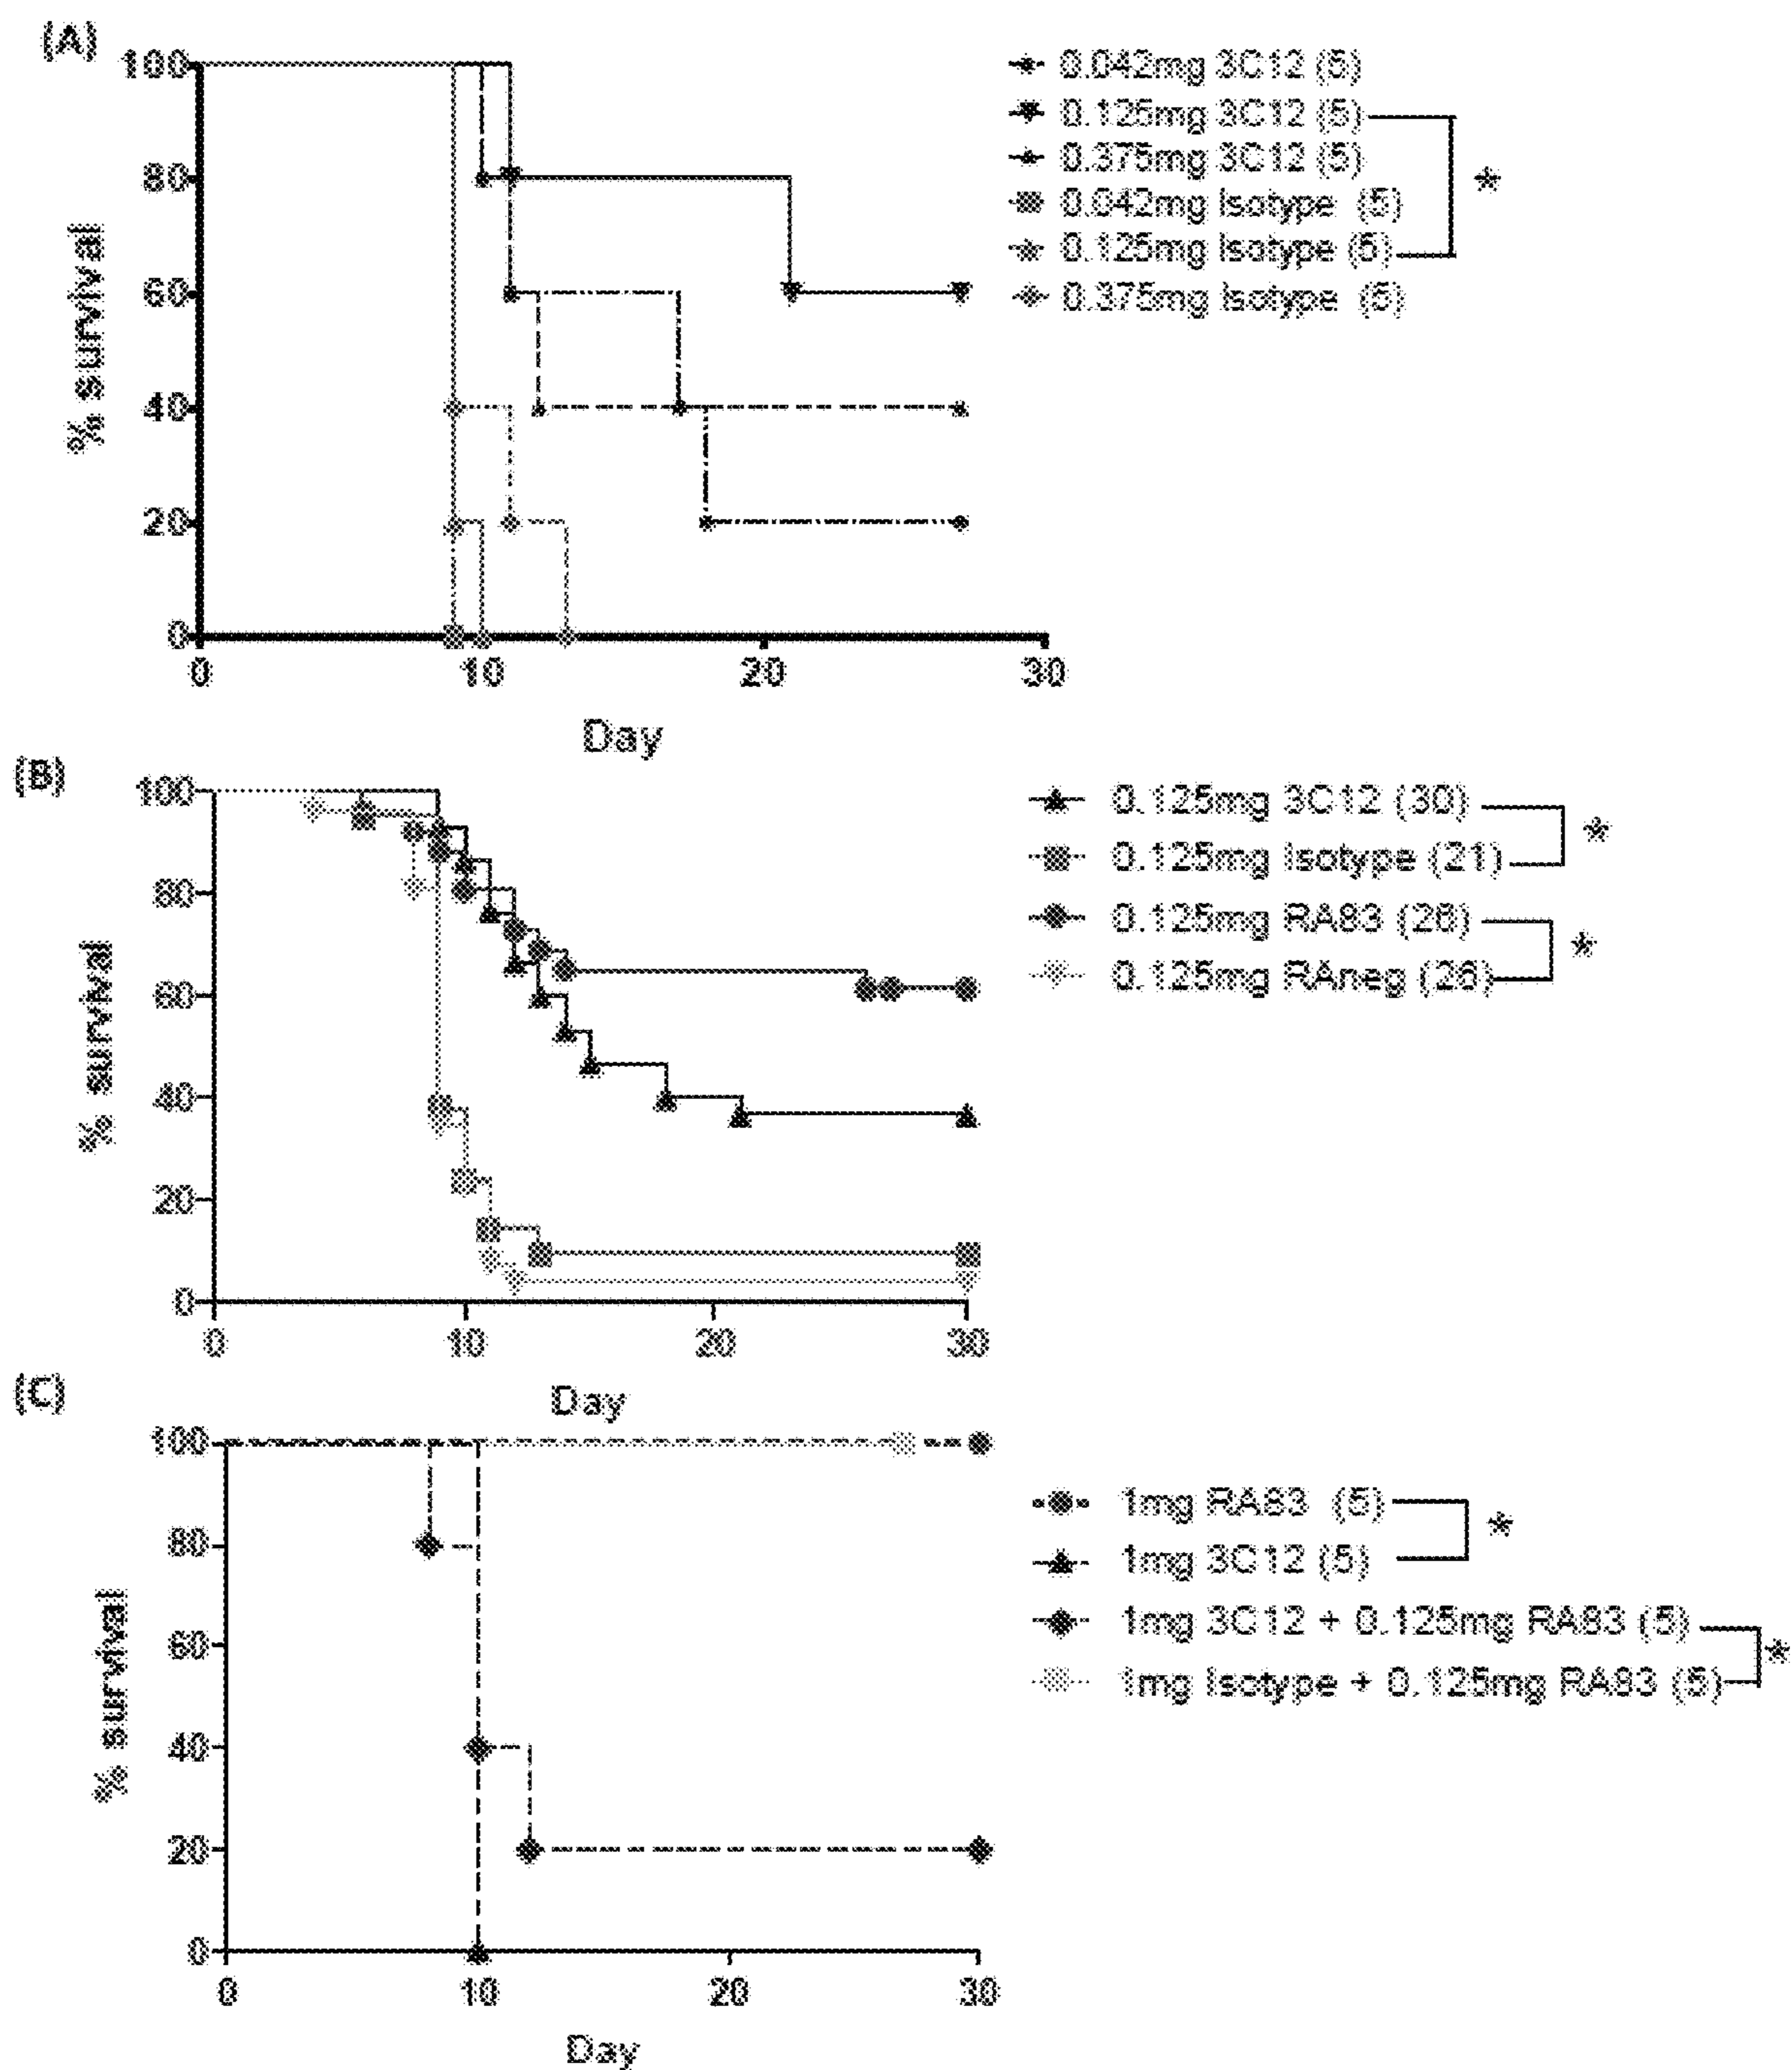 (A)
100
80
60
40
20
0
% survival
0 10 20 30
Day
0.042mg 3C12 (5)
0.125mg 3C12 (5)
0.375mg 3C12 (5)
0.042mg Isotype (5)
0.125mg Isotype (5)
0.375mg Isotype (5)
*
(B)
100
80
60
40
20
0
% survival
0 10 20 30
Day
0.125mg 3C12 (30)
0.125mg Isotype (21)
0.125mg RA83 (26)
0.125mg RAneg (26)
*
*
(C)
100
80
60
40
20
0
% survival
0 10 20 30
Day
1mg RA83 (5)
1mg 3C12 (5)
1mg 3C12 + 0.125mg RA83 (5)
1mg Isotype + 0.125mg RA83 (5)
*
*